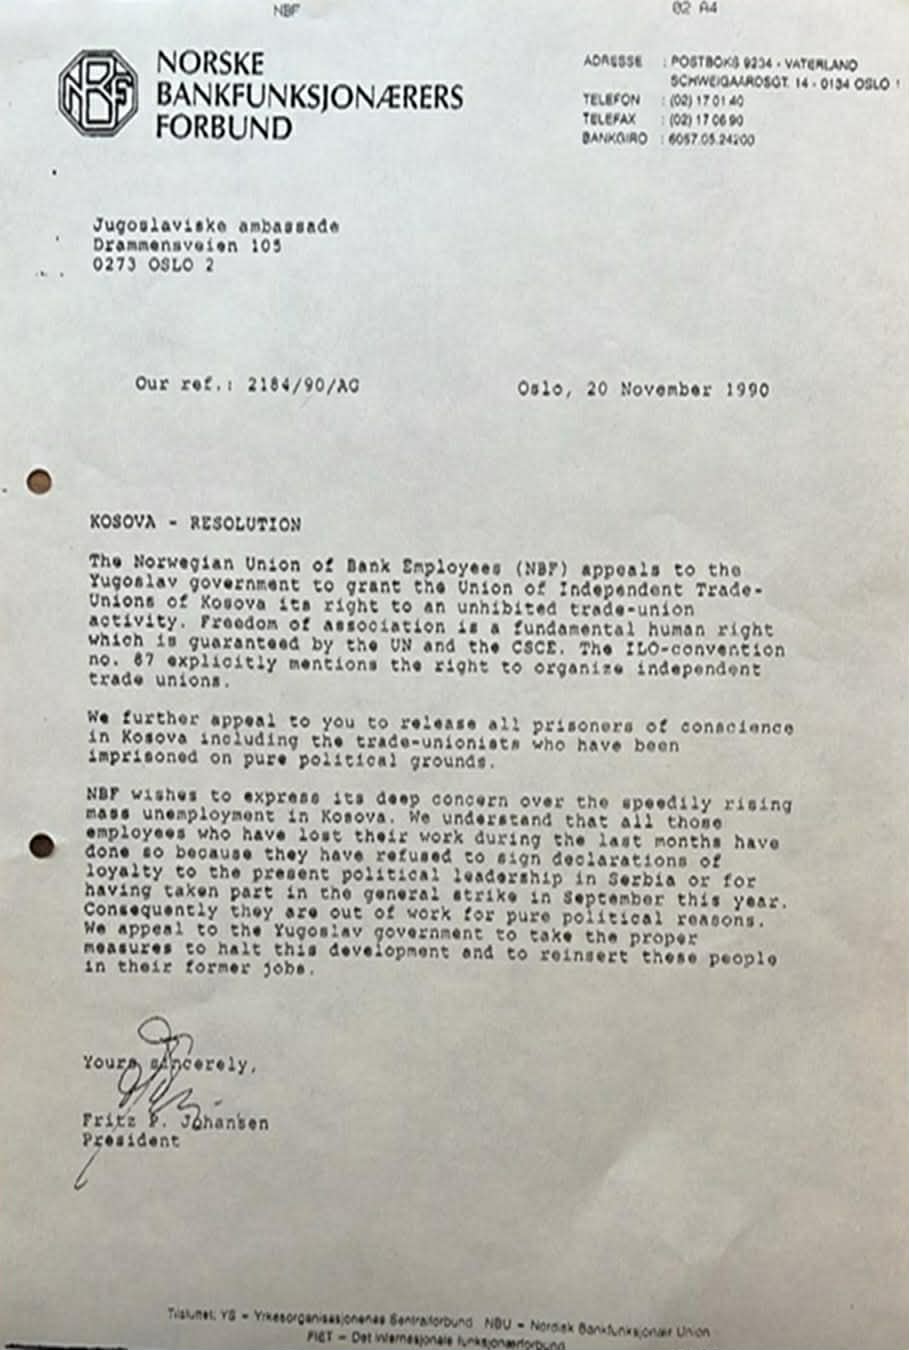 NBF
02 A4
NORSKE
BANKFUNKSJONÆRERS
FORBUND
ADRESSE : POSTBOKS 9234 - VATERLAND
SCHWEIGAARDSGT. 14 - 0134 OSLO 1
TELEFON : (02) 17 01 40
TELEFAX : (02) 17 06 90
BANKGIRO : 6057.05.24200
Jugoslaviske ambassade
Drammensveien 105
0273 OSLO 2
Our ref.: 2184/90/AG
Oslo, 20 November 1990
KOSOVA - RESOLUTION
The Norwegian Union of Bank Employees (NBF) appeals to the
Yugoslav government to grant the Union of Independent Trade-
Unions of Kosova its right to an unhibited trade-union
activity. Freedom of association is a fundamental human right
which is guaranteed by the UN and the CSCE. The ILO-convention
no. 87 explicitly mentions the right to organize independent
trade unions.
We further appeal to you to release all prisoners of conscience
in Kosova including the trade-unionists who have been
imprisoned on pure political grounds.
NBF wishes to express its deep concern over the speedily rising
mass unemployment in Kosova. We understand that all those
employees who have lost their work during the last months have
done so because they have refused to sign declarations of
loyalty to the present political leadership in Serbia or for
having taken part in the general strike in September this year.
Consequently they are out of work for pure political reasons.
We appeal to the Yugoslav government to take the proper
measures to halt this development and to reinsert these people
in their former jobs.
Yours sincerely,
Fritz P. Johansen
President
Tilsluttet: YS = Yrkesorganisasjonenes Sentralforbund NBU = Nordisk Bankfunksjonær Union
FIET = Det Internasjonale funksjonærforbund